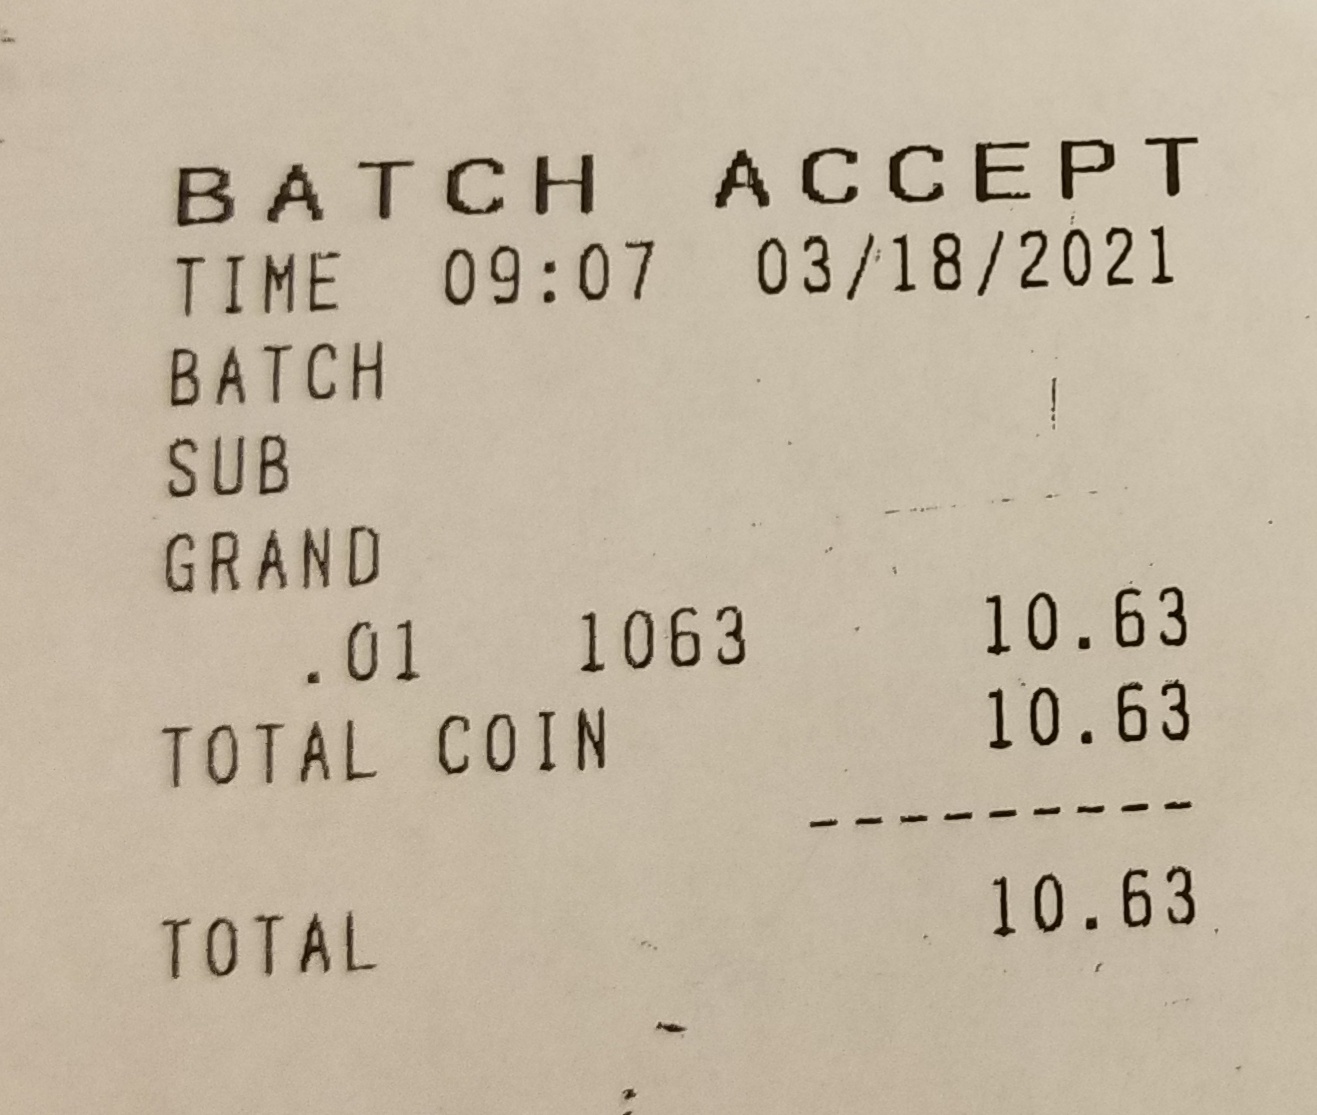 BATCH ACCEPT
TIME 09:07 03/18/2021
BATCH
SUB
GRAND
.01 1063 10.63
TOTAL COIN 10.63
---------
TOTAL 10.63